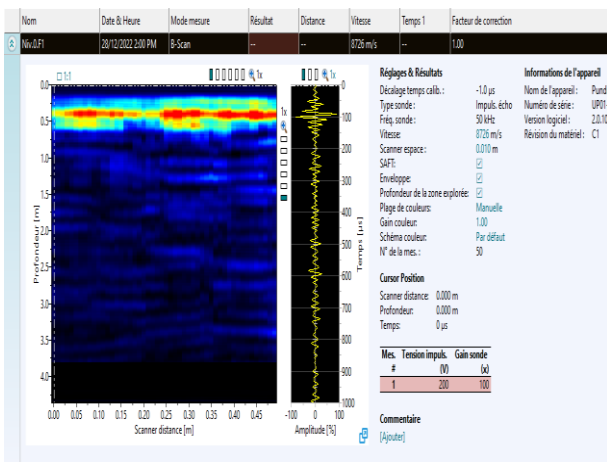 Nom Date & Heure Mode mesure Résultat Distance Vitesse Temps 1 Facteur de correction
Niv.0.F1 28/12/2022 2:00 PM B-Scan -- -- 8726 m/s -- 1.00
1:1 1x 1x
1x
0.0
0.5
1.0
1.5
2.0
2.5
3.0
3.5
4.0
Profondeur [m]
0.00 0.05 0.10 0.15 0.20 0.25 0.30 0.35 0.40 0.45
Scanner distance [m]
0
100
200
300
400
500
600
700
800
900
1000
Temps [µs]
-100 0 100
Amplitude [%]
Réglages & Résultats
Décalage temps calib. : -1.0 µs
Type sonde : Impuls. écho
Fréq. sonde : 50 kHz
Vitesse: 8726 m/s
Scanner espace : 0.010 m
SAFT:
Enveloppe:
Profondeur de la zone explorée:
Plage de couleurs: Manuelle
Gain couleur: 1.00
Schéma couleur: Par défaut
N° de la mes. : 50
Informations de l'appareil
Nom de l'appareil : Pund
Numéro de série : UP01-
Version logiciel : 2.0.10
Révision du matériel : C1
Cursor Position
Scanner distance: 0.000 m
Profondeur: 0.000 m
Temps: 0 µs
Mes. Tension impuls. Gain sonde
# (V) (x)
1 200 100
Commentaire
[Ajouter]